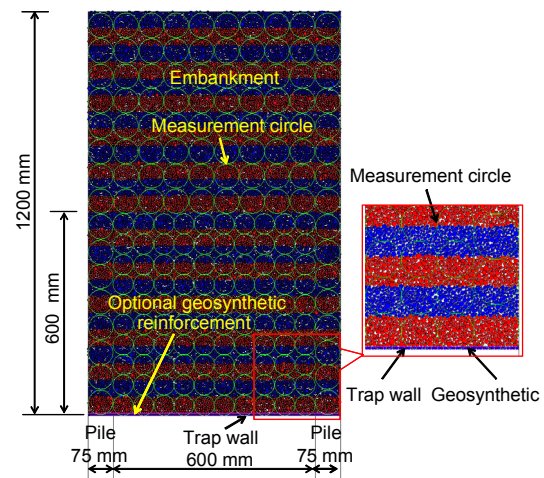 Embankment
Measurement circle
1200 mm
600 mm
Optional geosynthetic
reinforcement
Measurement circle
Trap wall
Geosynthetic
Pile
75 mm
Trap wall
600 mm
Pile
75 mm